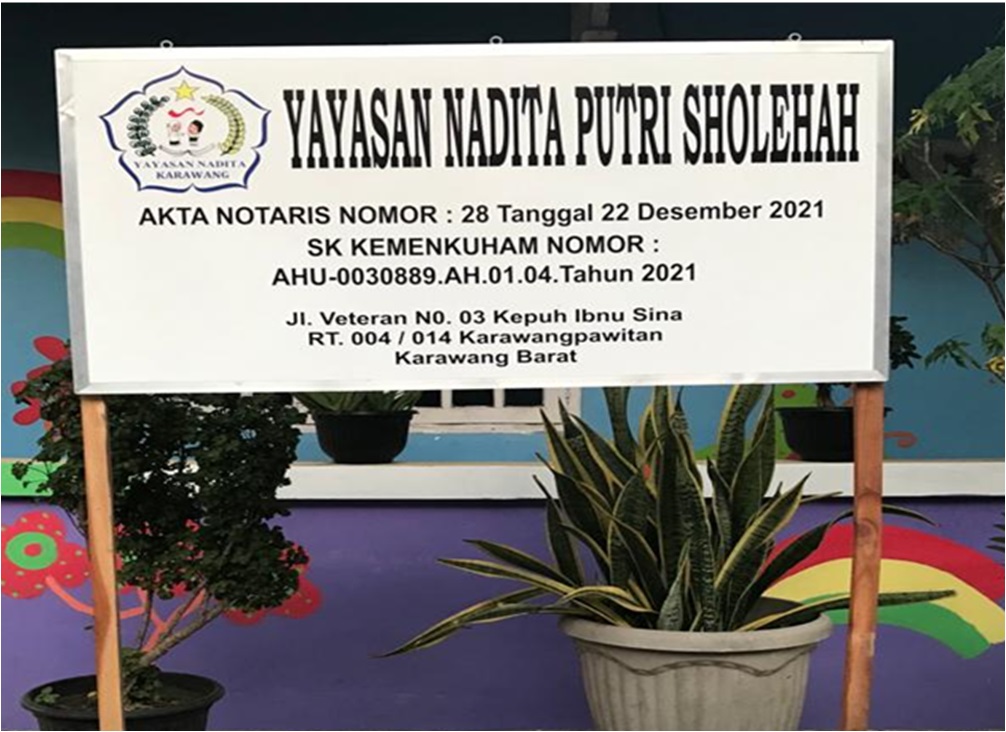 YAYASAN NADITA
KARAWANG
YAYASAN NADITA PUTRI SHOLEHAH
AKTA NOTARIS NOMOR : 28 Tanggal 22 Desember 2021
SK KEMENKUHAM NOMOR :
AHU-0030889.AH.01.04.Tahun 2021
Jl. Veteran N0. 03 Kepuh Ibnu Sina
RT. 004 / 014 Karawangpawitan
Karawang Barat